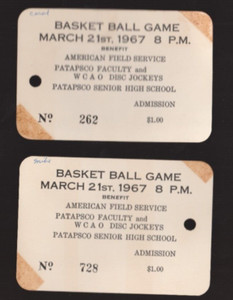 BASKET BALL GAME
MARCH 21ST, 1967 8 P.M.
BENEFIT
AMERICAN FIELD SERVICE
PATAPSCO FACULTY and
W C A O DISC JOCKEYS
PATAPSCO SENIOR HIGH SCHOOL
ADMISSION
Nº 262 $1.00
BASKET BALL GAME
MARCH 21ST, 1967 8 P.M.
BENEFIT
AMERICAN FIELD SERVICE
PATAPSCO FACULTY and
W C A O DISC JOCKEYS
PATAPSCO SENIOR HIGH SCHOOL
ADMISSION
Nº 728 $1.00